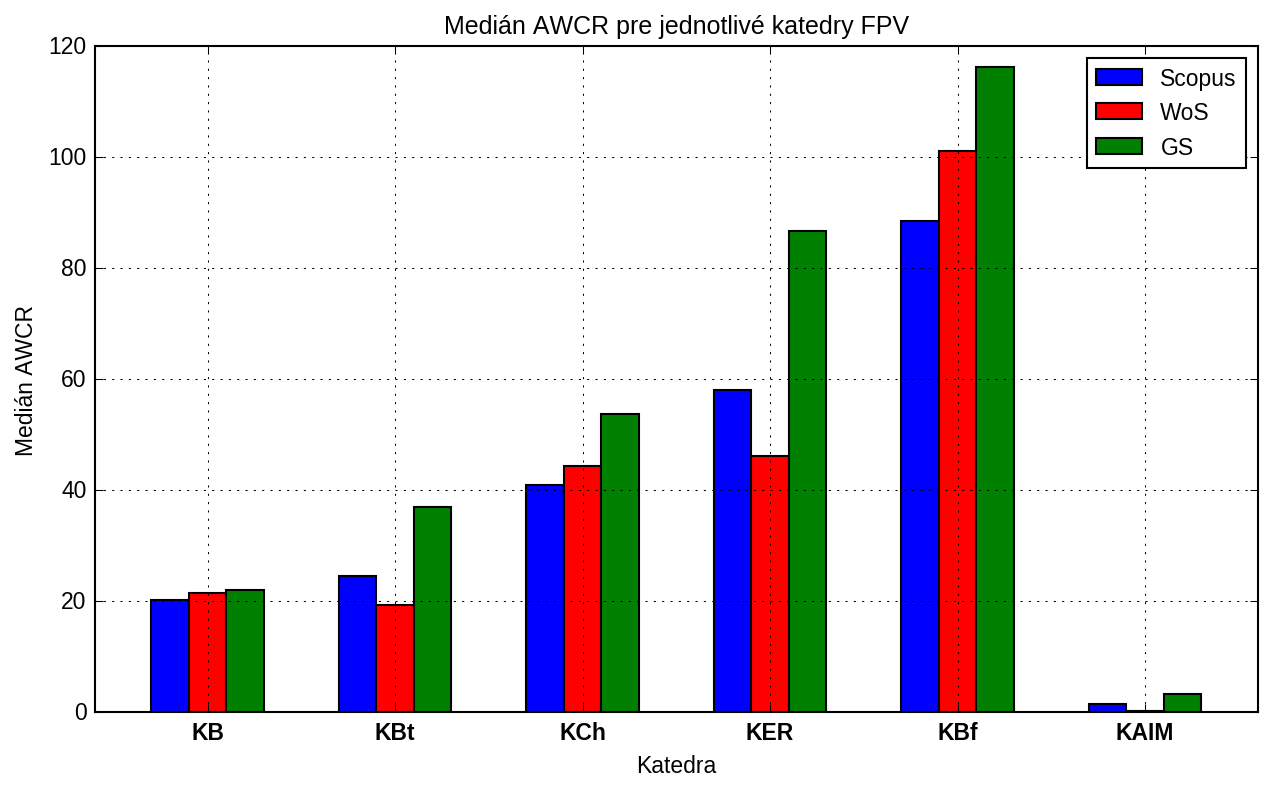 Medián AWCR pre jednotlivé katedry FPV
120
100
80
60
40
20
0
Medián AWCR
Scopus
WoS
GS
KB KBt KCh KER KBf KAIM
Katedra